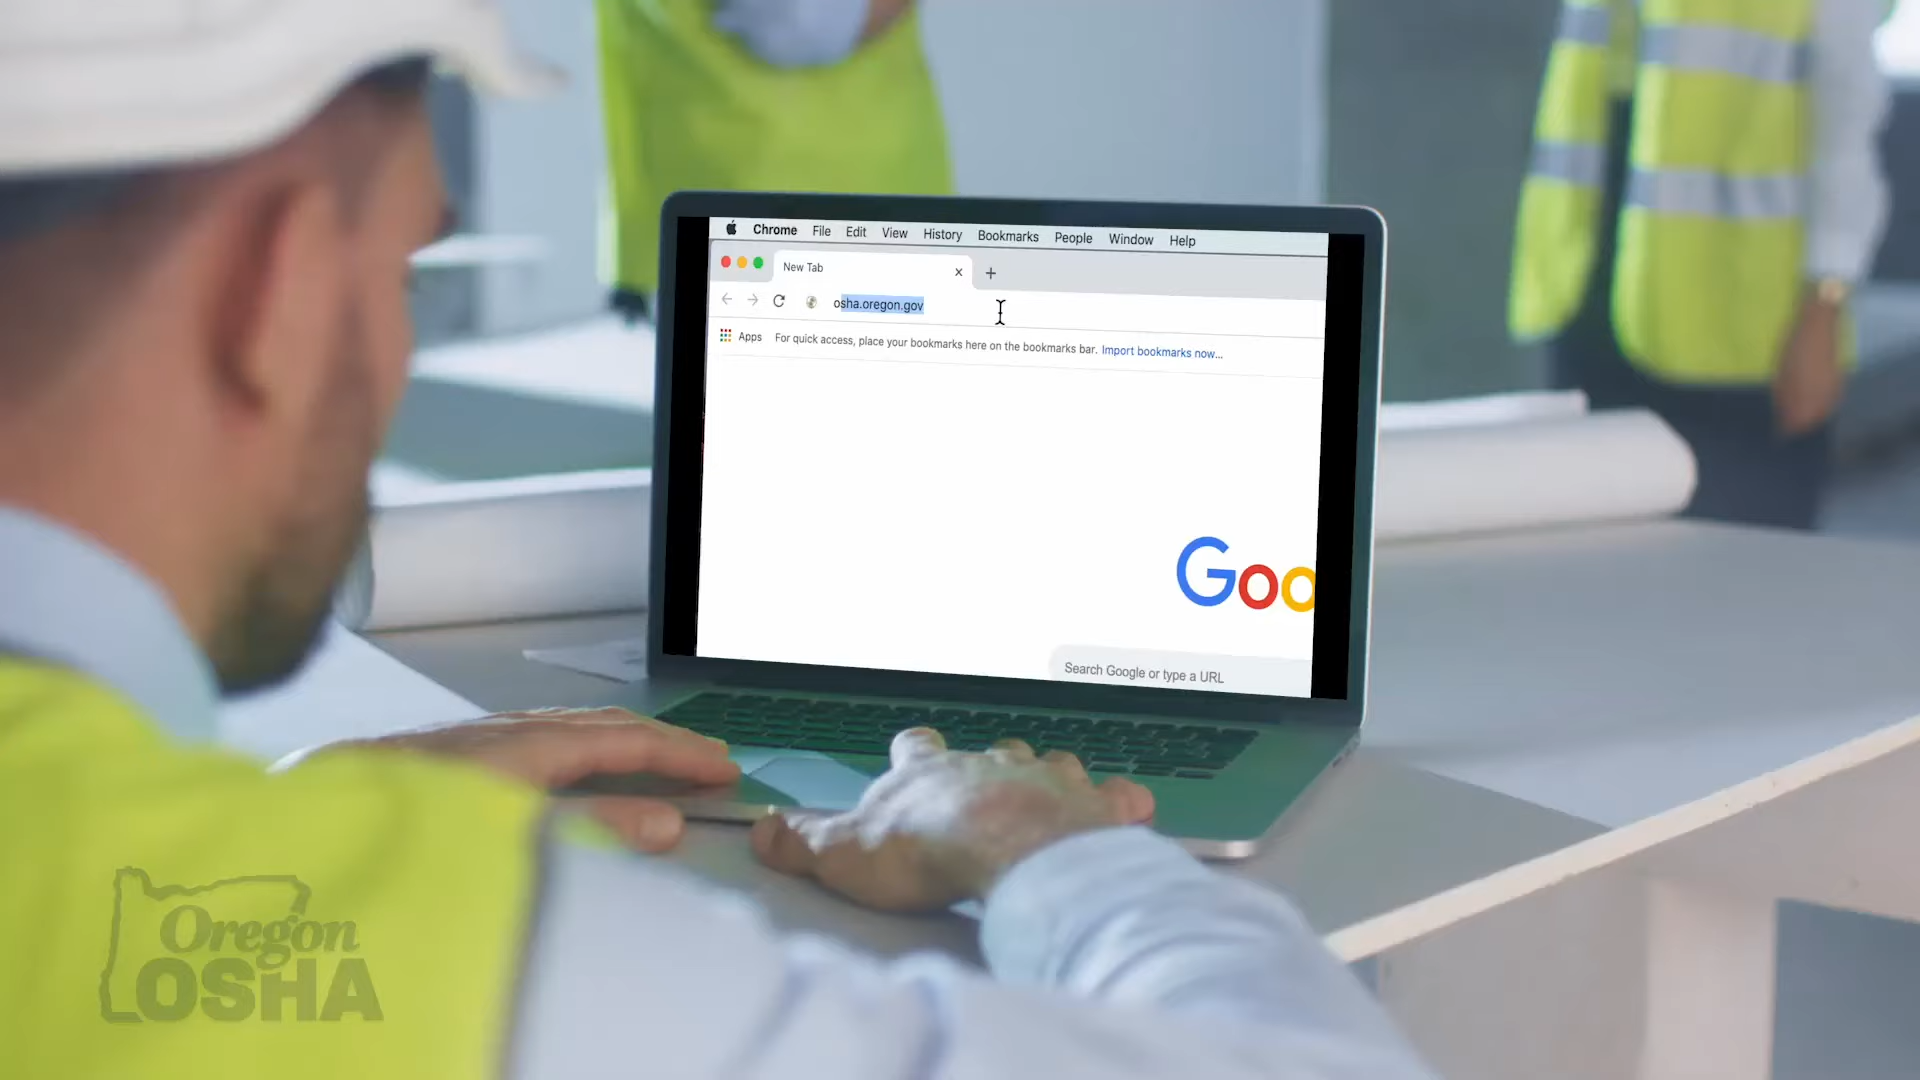 Chrome File Edit View History Bookmarks People Window Help
New Tab
osha.oregon.gov
Apps For quick access, place your bookmarks here on the bookmarks bar. Import bookmarks now...
Goo
Search Google or type a URL
Oregon
OSHA